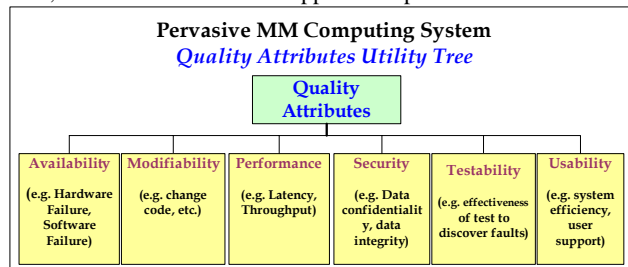 Pervasive MM Computing System
Quality Attributes Utility Tree
Quality
Attributes
Availability
(e.g. Hardware
Failure,
Software
Failure)
Modifiability
(e.g. change
code, etc.)
Performance
(e.g. Latency,
Throughput)
Security
(e.g. Data
confidentialit
y, data
integrity)
Testability
(e.g. effectiveness
of test to
discover faults)
Usability
(e.g. system
efficiency,
user
support)